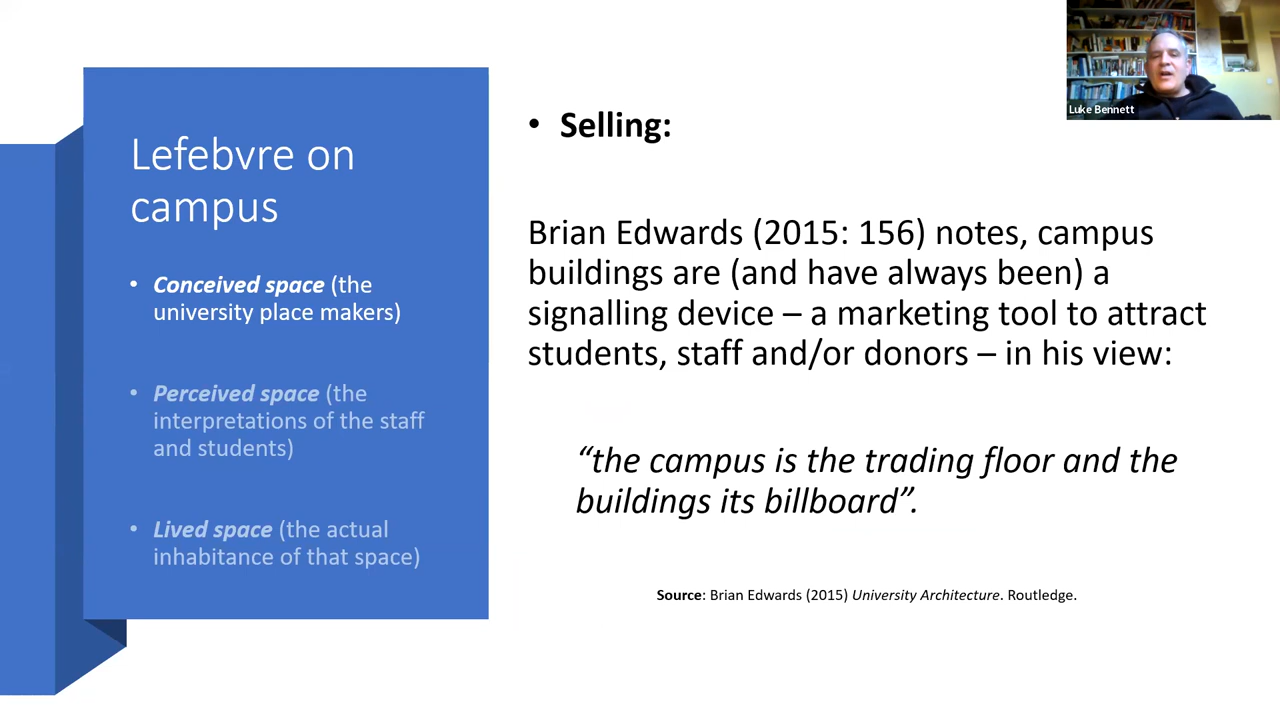 Lefebvre on
campus
• Conceived space (the
university place makers)
• Perceived space (the
interpretations of the staff
and students)
• Lived space (the actual
inhabitance of that space)
• Selling:
Brian Edwards (2015: 156) notes, campus
buildings are (and have always been) a
signalling device – a marketing tool to attract
students, staff and/or donors – in his view:
“the campus is the trading floor and the
buildings its billboard”.
Source: Brian Edwards (2015) University Architecture. Routledge.
Luke Bennett